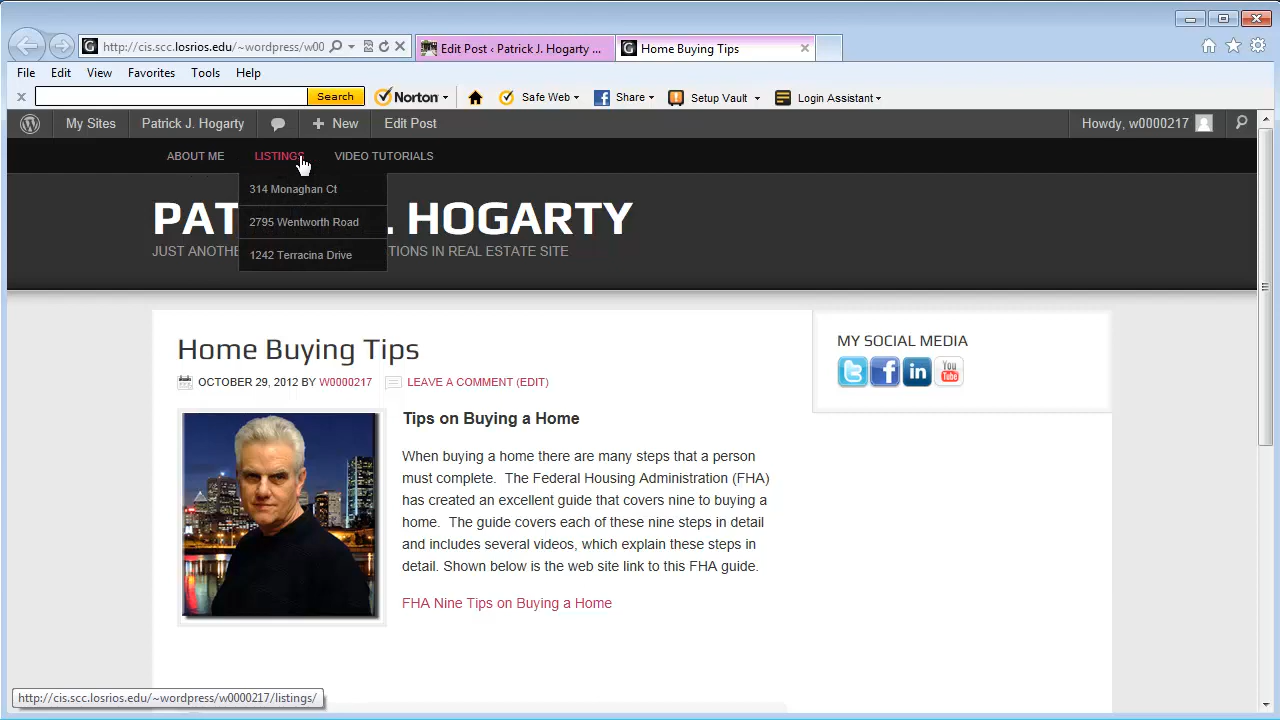 http://cis.scc.losrios.edu/~wordpress/w00
Edit Post ‹ Patrick J. Hogarty ...
Home Buying Tips
File Edit View Favorites Tools Help
Search
Norton
Safe Web
Share
Setup Vault
Login Assistant
My Sites
Patrick J. Hogarty
New
Edit Post
Howdy, w0000217
ABOUT ME
LISTINGS
VIDEO TUTORIALS
314 Monaghan Ct
2795 Wentworth Road
1242 Terracina Drive
PAT . HOGARTY
JUST ANOTHE TIONS IN REAL ESTATE SITE
Home Buying Tips
OCTOBER 29, 2012 BY W0000217 LEAVE A COMMENT (EDIT)
MY SOCIAL MEDIA
You Tube
Tips on Buying a Home
When buying a home there are many steps that a person
must complete. The Federal Housing Administration (FHA)
has created an excellent guide that covers nine to buying a
home. The guide covers each of these nine steps in detail
and includes several videos, which explain these steps in
detail. Shown below is the web site link to this FHA guide.
FHA Nine Tips on Buying a Home
http://cis.scc.losrios.edu/~wordpress/w0000217/listings/